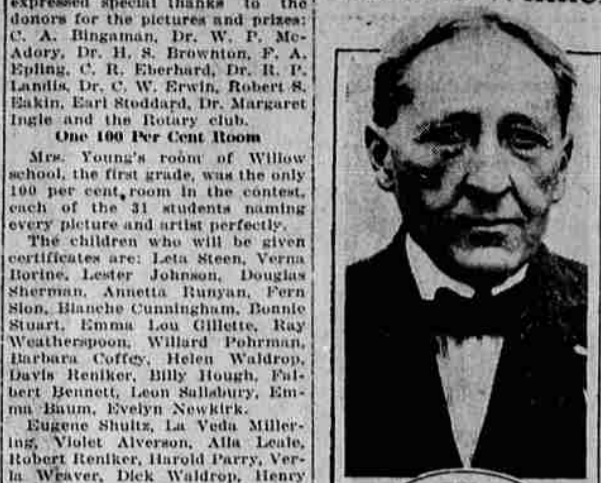 expressed special thanks to the
donors for the pictures and prizes:
C. A. Bingaman, Dr. W. P. Mc-
Adory, Dr. H. S. Brownton, F. A.
Epling, C. R. Eberhard, Dr. R. P.
Landis, Dr. C. W. Erwin, Robert S.
Eakin, Earl Stoddard, Dr. Margaret
Ingle and the Rotary club.
One 100 Per Cent Room
Mrs. Young's room of Willow
school, the first grade, was the only
100 per cent room in the contest,
each of the 31 students naming
every picture and artist perfectly.
The children who will be given
certificates are: Leta Steen, Verna
Borine, Lester Johnson, Douglas
Sherman, Annetta Runyan, Fern
Sion, Blanche Cunningham, Bonnie
Stuart, Emma Lou Gillette, Ray
Weatherspoon, Willard Pohrman,
Barbara Coffey, Helen Waldrop,
Davis Reniker, Billy Hough, Fal-
bert Bennett, Leon Salisbury, Em-
ma Baum, Evelyn Newkirk.
Eugene Shultz, La Veda Miller-
ing, Violet Alverson, Alla Leale,
Robert Reniker, Harold Parry, Ver-
la Weaver, Dick Waldrop, Henry